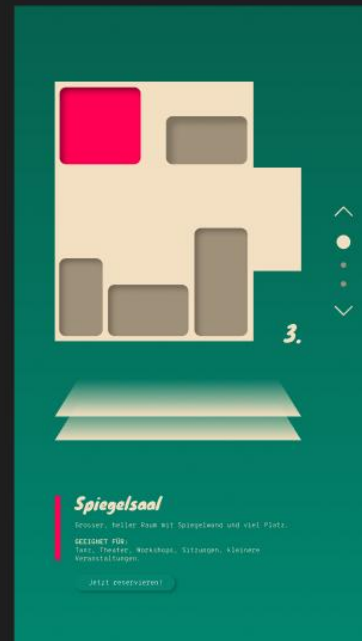 3.
Spiegelsaal
Grosser, heller Raum mit Spiegelwand und viel Platz.
GEEIGNET FÜR:
Tanz, Theater, Workshops, Sitzungen, kleinere
Veranstaltungen.
Jetzt reservieren!